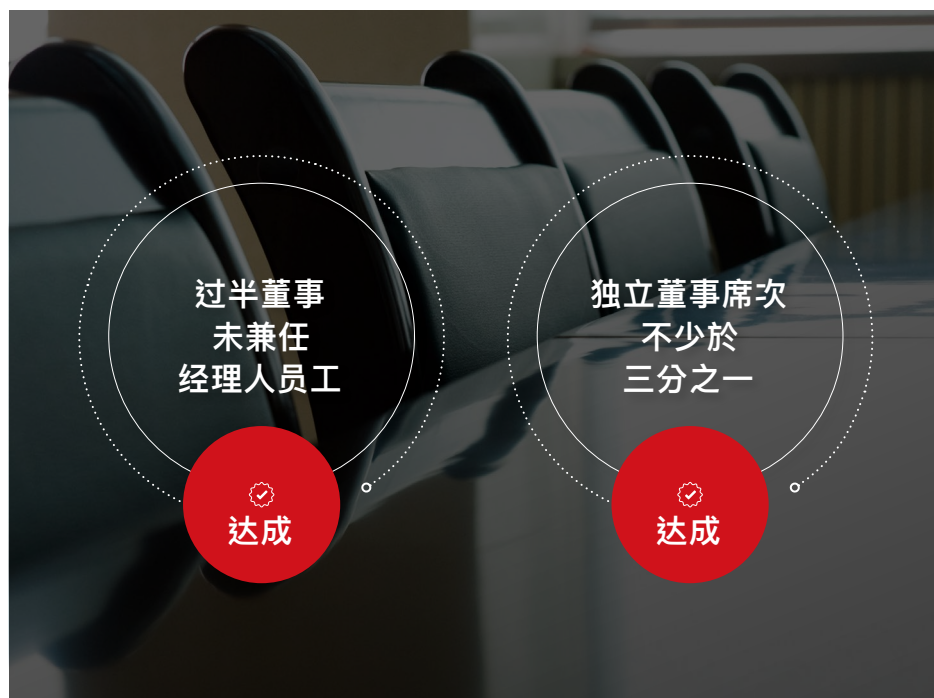 过半董事
未兼任
经理人员工
达成
独立董事席次
不少於
三分之一
达成